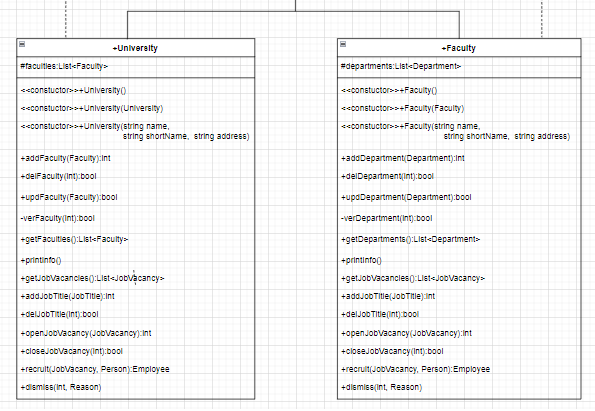 +University
#faculties:List<Faculty>
<<constuctor>>+University()
<<constuctor>>+University(University)
<<constuctor>>+University(string name,
string shortName, string address)
+addFaculty(Faculty):int
+delFaculty(int):bool
+updFaculty(Faculty):bool
-verFaculty(int):bool
+getFaculties():List<Faculty>
+printInfo()
+getJobVacancies():List<JobVacancy>
+addJobTitle(JobTitle):int
+delJobTitle(int):bool
+openJobVacancy(JobVacancy):int
+closeJobVacancy(int):bool
+recruit(JobVacancy, Person):Employee
+dismiss(int, Reason)
+Faculty
#departments:List<Department>
<<constuctor>>+Faculty()
<<constuctor>>+Faculty(Faculty)
<<constuctor>>+Faculty(string name,
string shortName, string address)
+addDepartment(Department):int
+delDepartment(int):bool
+updDepartment(Department):bool
-verDepartment(int):bool
+getDepartments():List<Department>
+printInfo()
+getJobVacancies():List<JobVacancy>
+addJobTitle(JobTitle):int
+delJobTitle(int):bool
+openJobVacancy(JobVacancy):int
+closeJobVacancy(int):bool
+recruit(JobVacancy, Person):Employee
+dismiss(int, Reason)